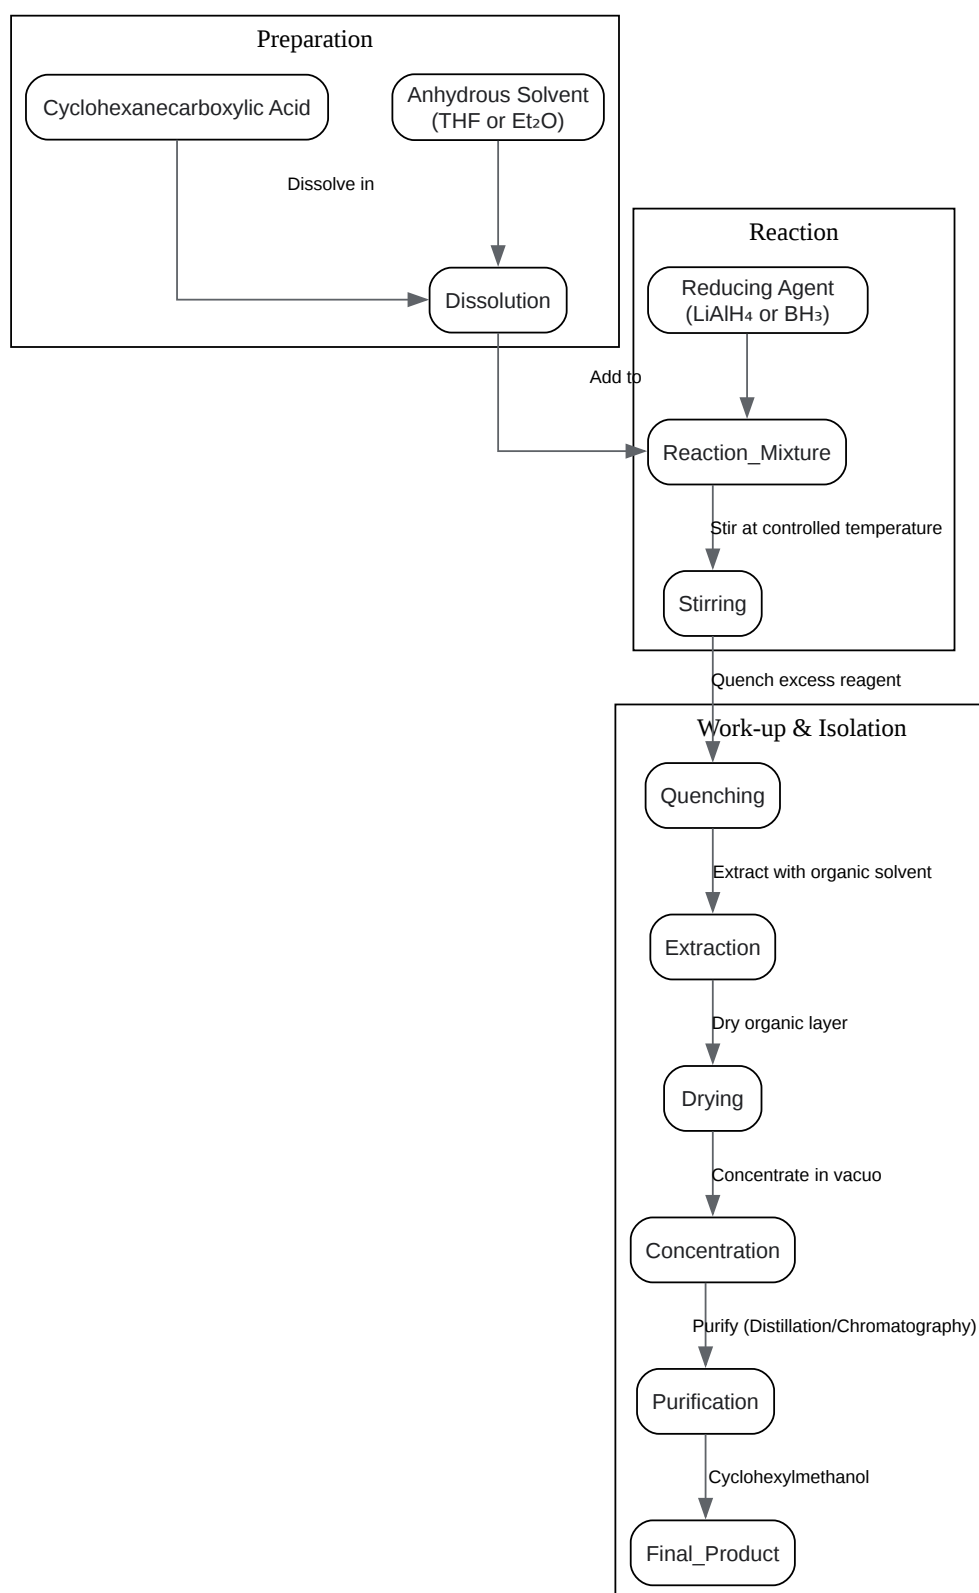 Preparation
Cyclohexanecarboxylic Acid
Anhydrous Solvent
(THF or Et₂O)
Dissolve in
Dissolution
Reaction
Reducing Agent
(LiAlH₄ or BH₃)
Add to
Reaction_Mixture
Stir at controlled temperature
Stirring
Quench excess reagent
Work-up & Isolation
Quenching
Extract with organic solvent
Extraction
Dry organic layer
Drying
Concentrate in vacuo
Concentration
Purify (Distillation/Chromatography)
Purification
Cyclohexylmethanol
Final_Product